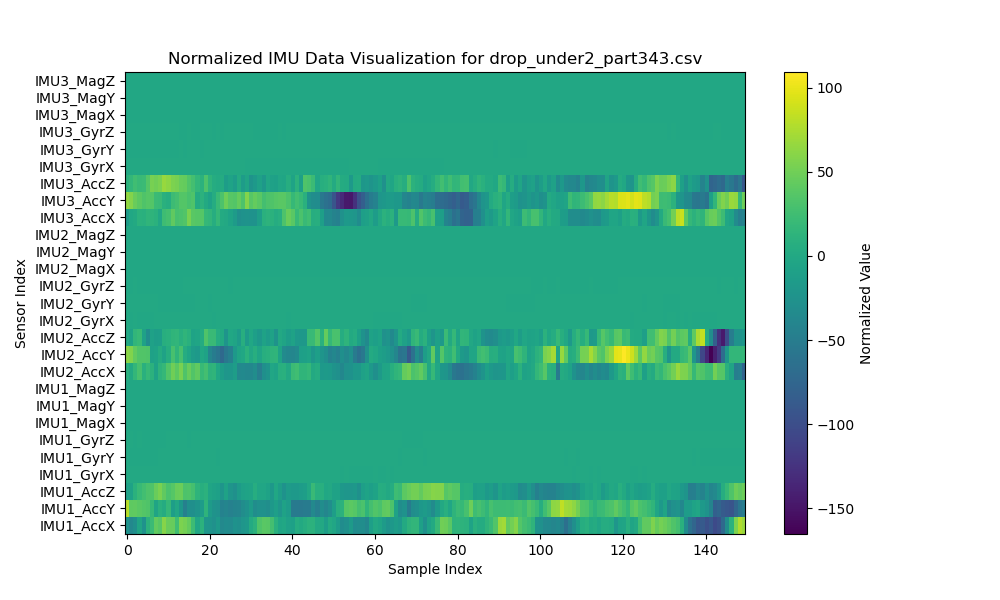 Normalized IMU Data Visualization for drop_under2_part343.csv
IMU3_MagZ
IMU3_MagY
IMU3_MagX
IMU3_GyrZ
IMU3_GyrY
IMU3_GyrX
IMU3_AccZ
IMU3_AccY
IMU3_AccX
IMU2_MagZ
IMU2_MagY
IMU2_MagX
IMU2_GyrZ
IMU2_GyrY
IMU2_GyrX
IMU2_AccZ
IMU2_AccY
IMU2_AccX
IMU1_MagZ
IMU1_MagY
IMU1_MagX
IMU1_GyrZ
IMU1_GyrY
IMU1_GyrX
IMU1_AccZ
IMU1_AccY
IMU1_AccX
Sensor Index
0 20 40 60 80 100 120 140
Sample Index
100
50
0
−50
−100
−150
Normalized Value